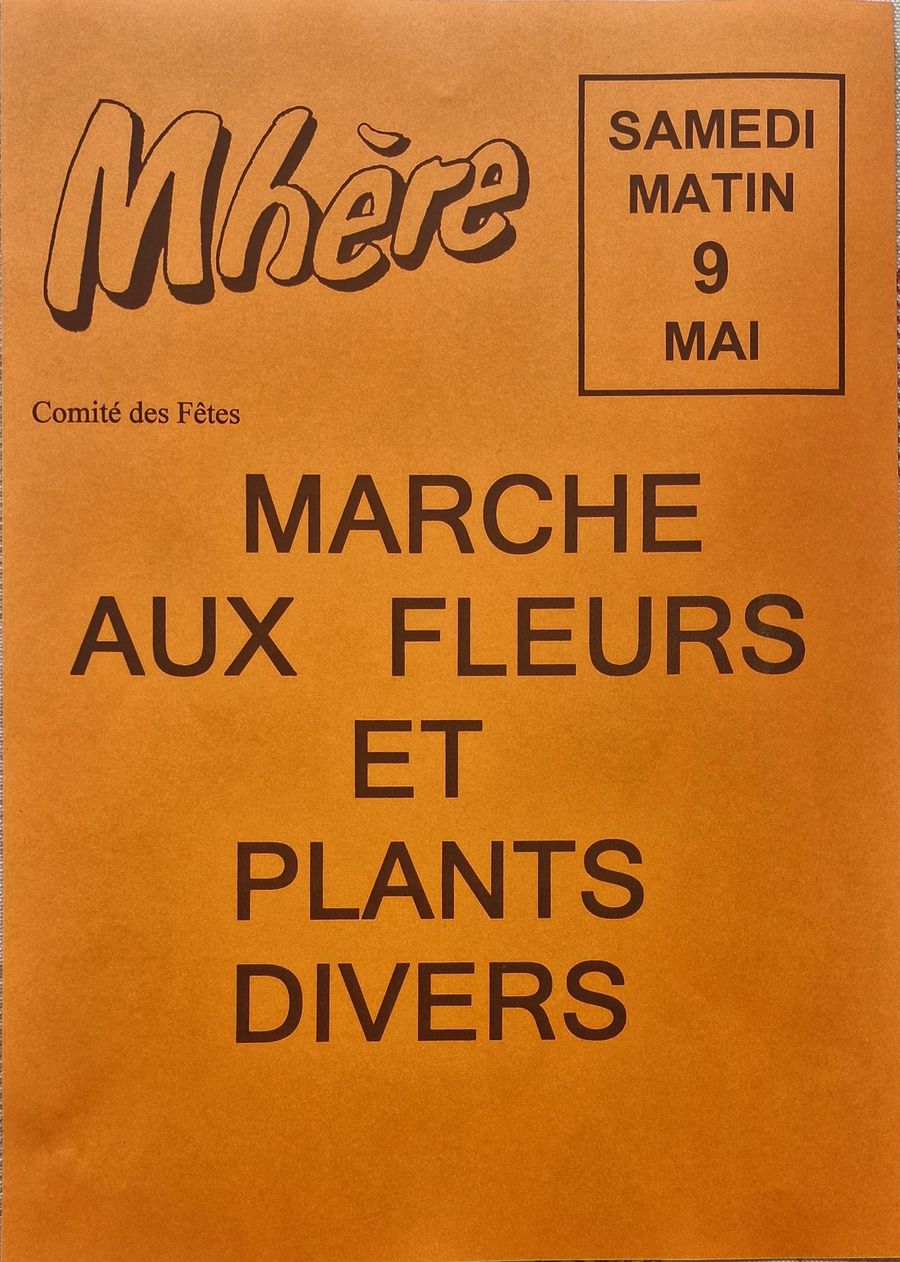 Mhère
SAMEDI
MATIN
9
MAI
Comité des Fêtes
MARCHE
AUX FLEURS
ET
PLANTS
DIVERS